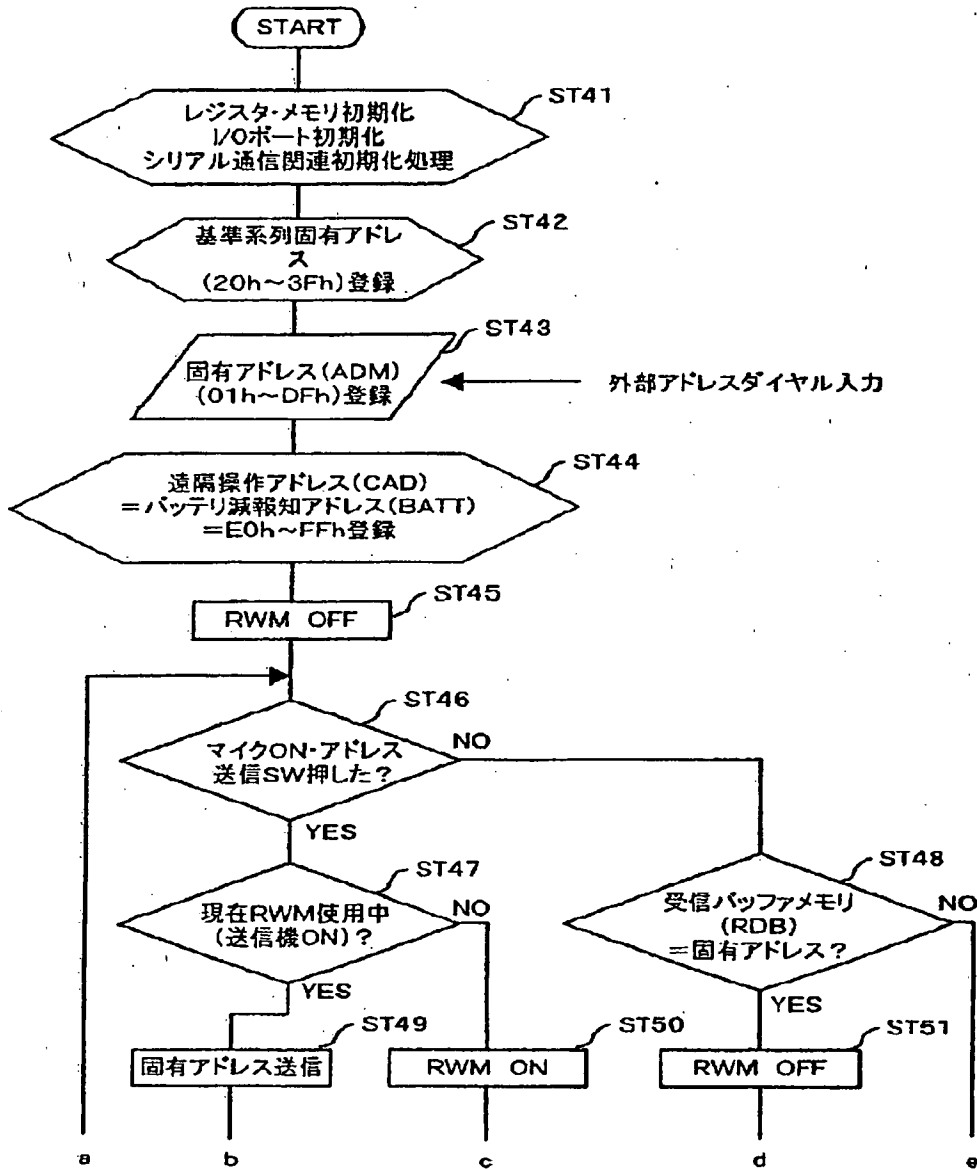 START
ST41
レジスタ・メモリ初期化
I/Oポート初期化
シリアル通信関連初期化処理
ST42
基準系列固有アドレ
ス
(20h～3Fh)登録
ST43
固有アドレス(ADM)
(01h～DFh)登録
外部アドレスダイヤル入力
ST44
遠隔操作アドレス(CAD)
＝バッテリ減報知アドレス(BATT)
＝E0h～FFh登録
ST45
RWM OFF
ST46
マイクON・アドレス
送信SW押した？
NO
YES
ST47
現在RWM使用中
(送信機ON)？
NO
YES
ST48
受信バッファメモリ
(RDB)
＝固有アドレス？
NO
YES
ST49
固有アドレス送信
ST50
RWM ON
ST51
RWM OFF
a
b
c
d
e